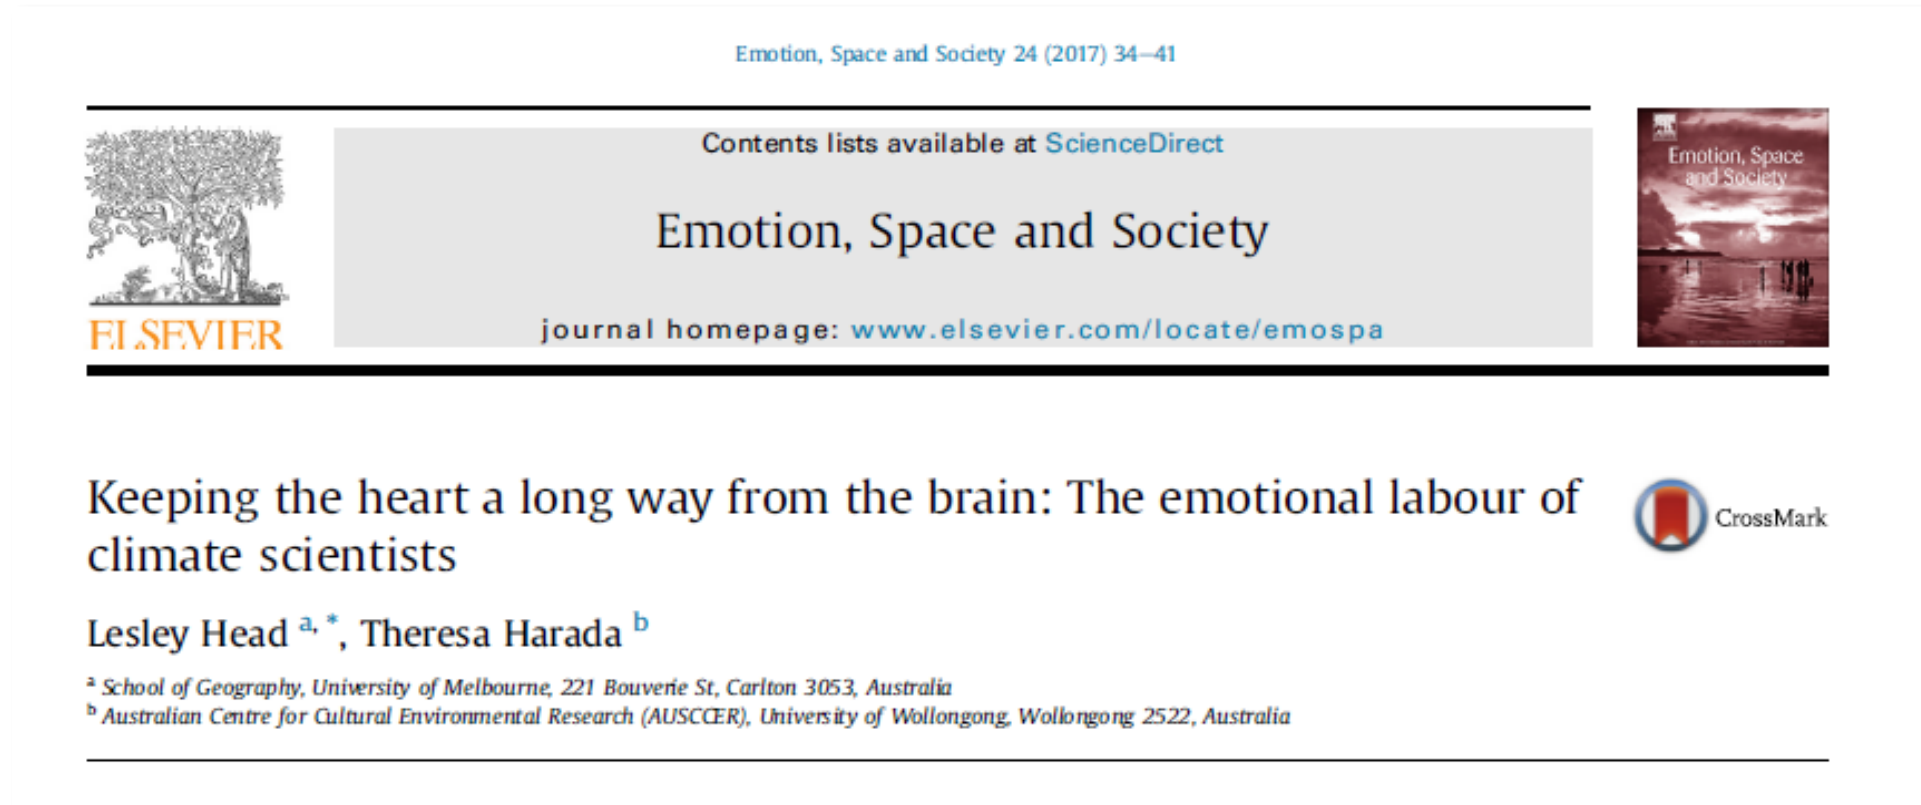 Emotion, Space and Society 24 (2017) 34–41
Contents lists available at ScienceDirect
Emotion, Space and Society
journal homepage: www.elsevier.com/locate/emospa
ELSEVIER
Emotion, Space
and Society
Keeping the heart a long way from the brain: The emotional labour of
climate scientists
CrossMark
Lesley Head a, *, Theresa Harada b
a School of Geography, University of Melbourne, 221 Bouverie St, Carlton 3053, Australia
b Australian Centre for Cultural Environmental Research (AUSCCER), University of Wollongong, Wollongong 2522, Australia